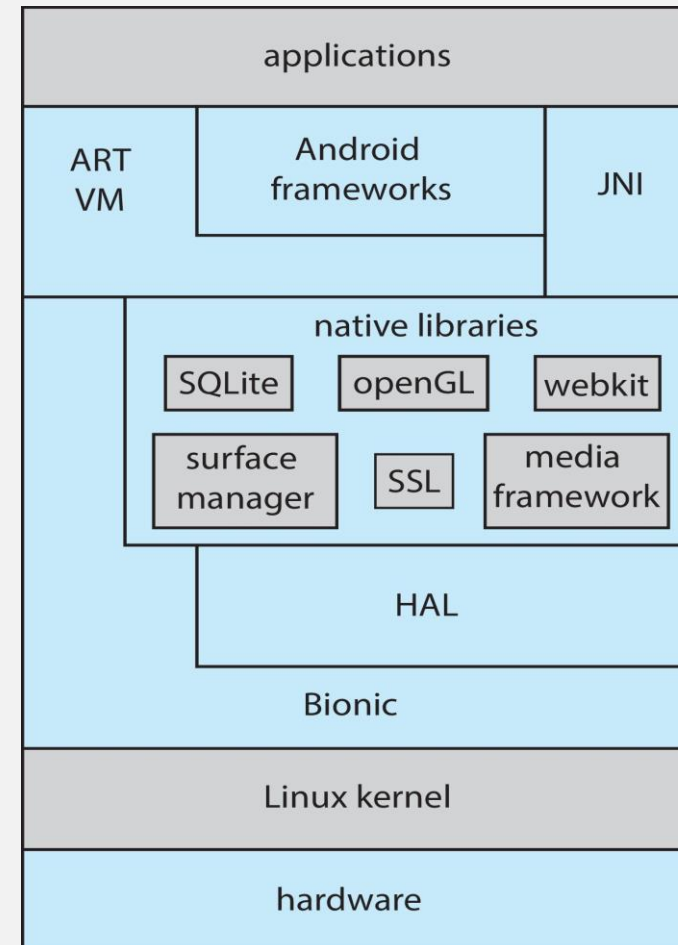 applications
ART
VM
Android
frameworks
JNI
native libraries
SQLite
openGL
webkit
surface
manager
SSL
media
framework
HAL
Bionic
Linux kernel
hardware